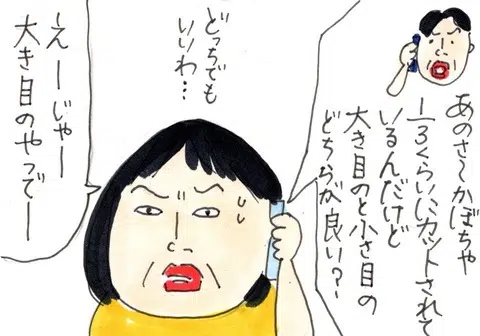 あのさ〜かぼちゃ
1/3くらいにカットされて
いるんだけど
大き目のと小さ目の
どちらが良い?
どっちでも
いいわ…
えーじゃー
大き目のやつでー